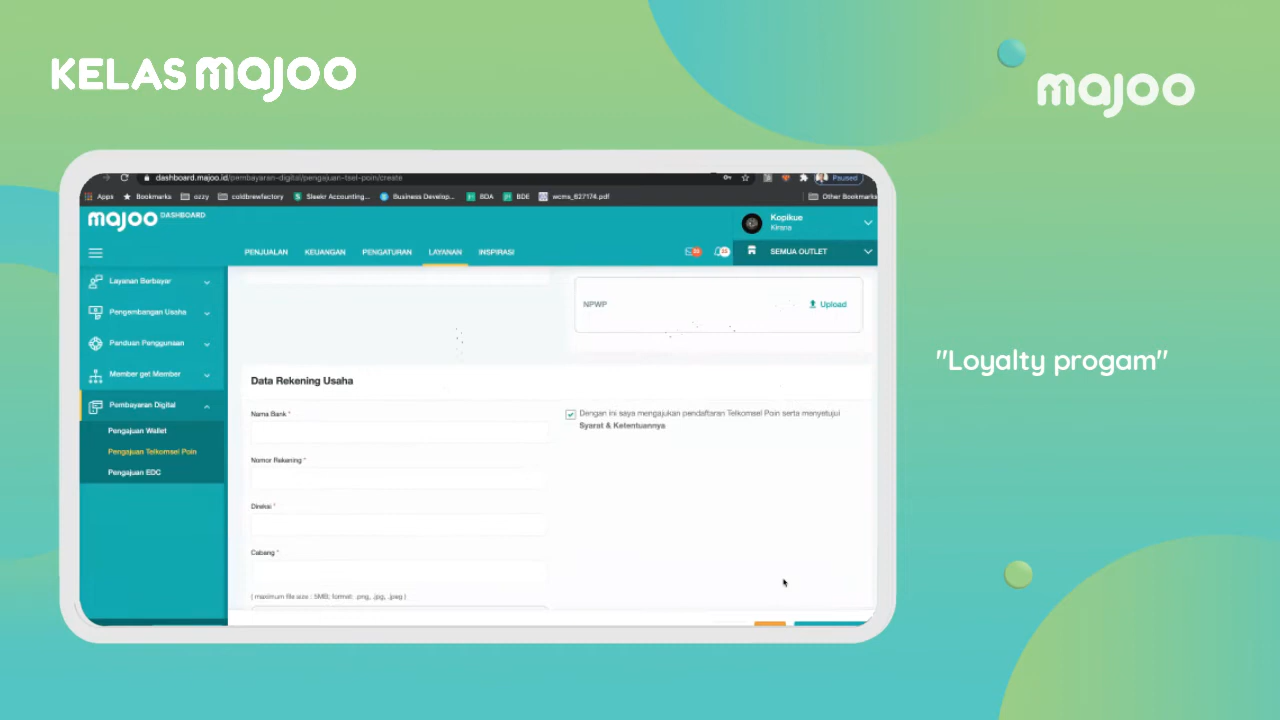 KELAS majoo
majoo
dashboard.majoo.id/pembayaran-digital/pengajuan-tsel-poin/create
Paused
Apps
Bookmarks
ozzy
coldbrewfactory
Sleekr Accounting...
Business Develop...
BDA
BDE
wcms_627174.pdf
Other Bookmarks
majoo DASHBOARD
Kopikue
Kirana
PENJUALAN
KEUANGAN
PENGATURAN
LAYANAN
INSPIRASI
SEMUA OUTLET
Layanan Berbayar
Pengembangan Usaha
Panduan Penggunaan
Member get Member
Pembayaran Digital
Pengajuan Wallet
Pengajuan Telkomsel Poin
Pengajuan EDC
NPWP
Upload
Data Rekening Usaha
Nama Bank *
Nomor Rekening *
Direksi *
Cabang *
( maximum file size : 5MB; format: .png, .jpg, .jpeg )
Dengan ini saya mengajukan pendaftaran Telkomsel Poin serta menyetujui
Syarat & Ketentuannya
"Loyalty progam"